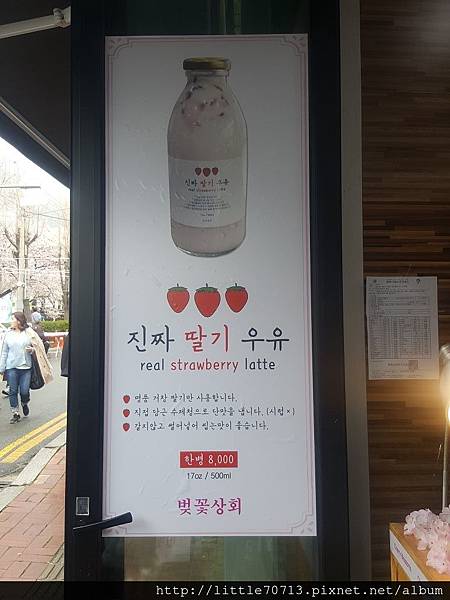 진짜 딸기 우유
real strawberry latte
진짜 딸기 우유
real strawberry latte
명품 거창 딸기만 사용합니다.
직접 담근 수제청으로 단맛을 냅니다. (시럽×)
갈지않고 썰어넣어 씹는맛이 좋습니다.
한병 8,000
17oz / 500ml
벚꽃상회
http://little70713.pixnet.net/album